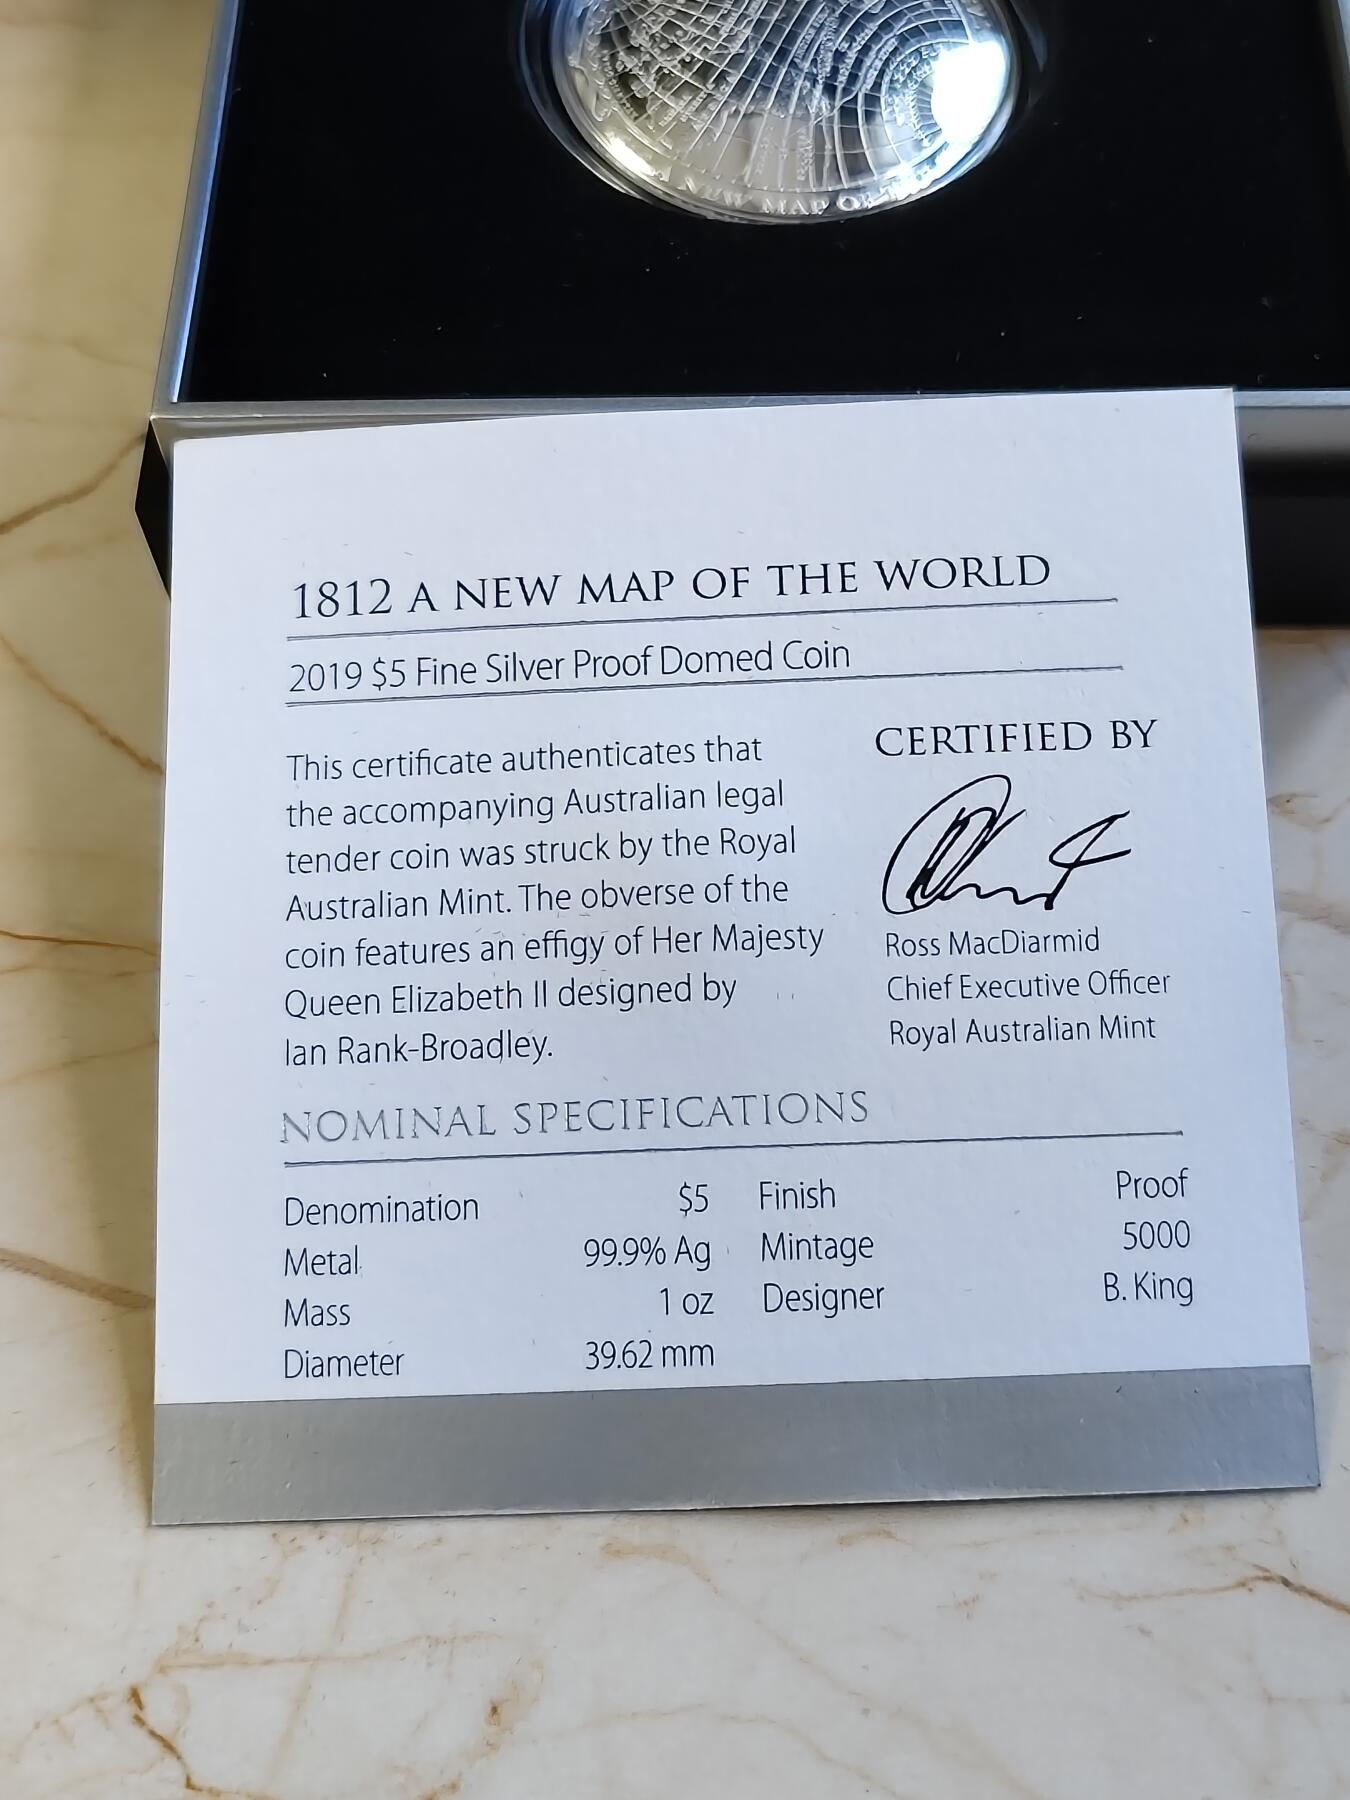 NEW MAP OF
1812 A NEW MAP OF THE WORLD
2019 $5 Fine Silver Proof Domed Coin
This certificate authenticates that
the accompanying Australian legal
tender coin was struck by the Royal
Australian Mint. The obverse of the
coin features an effigy of Her Majesty
Queen Elizabeth II designed by
Ian Rank-Broadley.
CERTIFIED BY
Ross MacDiarmid
Chief Executive Officer
Royal Australian Mint
NOMINAL SPECIFICATIONS
Denomination $5
Metal 99.9% Ag
Mass 1 oz
Diameter 39.62 mm
Finish Proof
Mintage 5000
Designer B. King